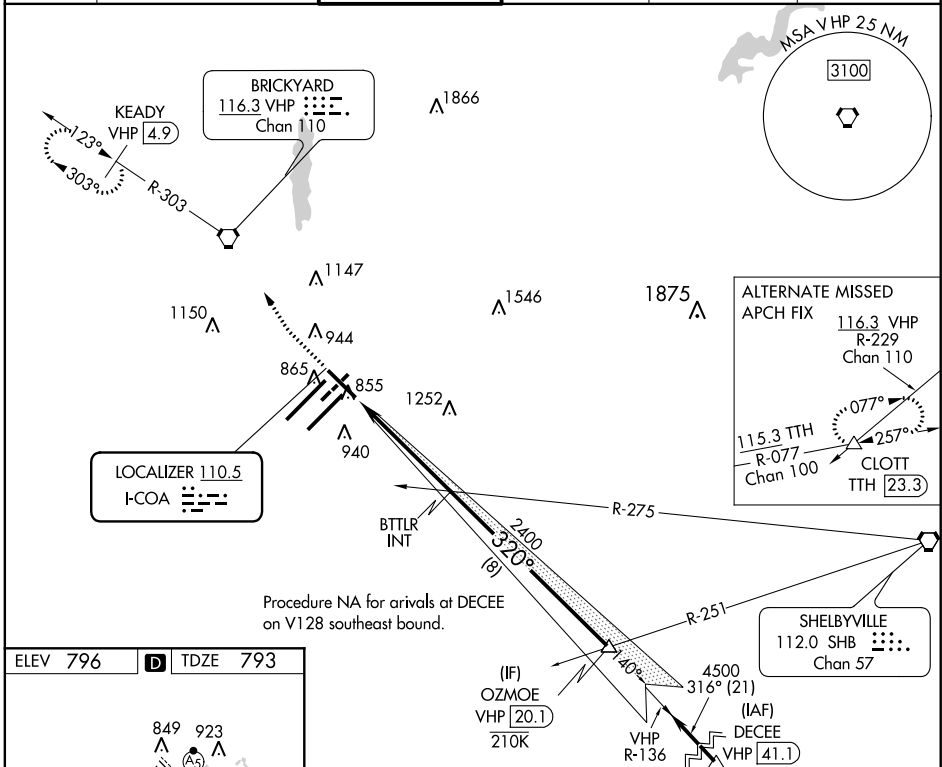 MSA VHP 25 NM
3100
BRICKYARD
116.3 VHP
Chan 110
1866
KEADY
VHP 4.9
123°
303°
R-303
1147
1150
944
1546
1875
865
855
1252
940
ALTERNATE MISSED
APCH FIX
116.3 VHP
R-229
Chan 110
077°
257°
115.3 TTH
R-077
Chan 100
CLOTT
TTH 23.3
LOCALIZER 110.5
I-COA
BTTLR
INT
R-275
2400
320°
(8)
Procedure NA for arivals at DECEE
on V128 southeast bound.
R-251
SHELBYVILLE
112.0 SHB
Chan 57
(IF)
OZMOE
VHP 20.1
210K
140°
4500
316° (21)
(IAF)
DECEE
VHP 41.1
VHP
R-136
ELEV 796 D TDZE 793
849
923
A5